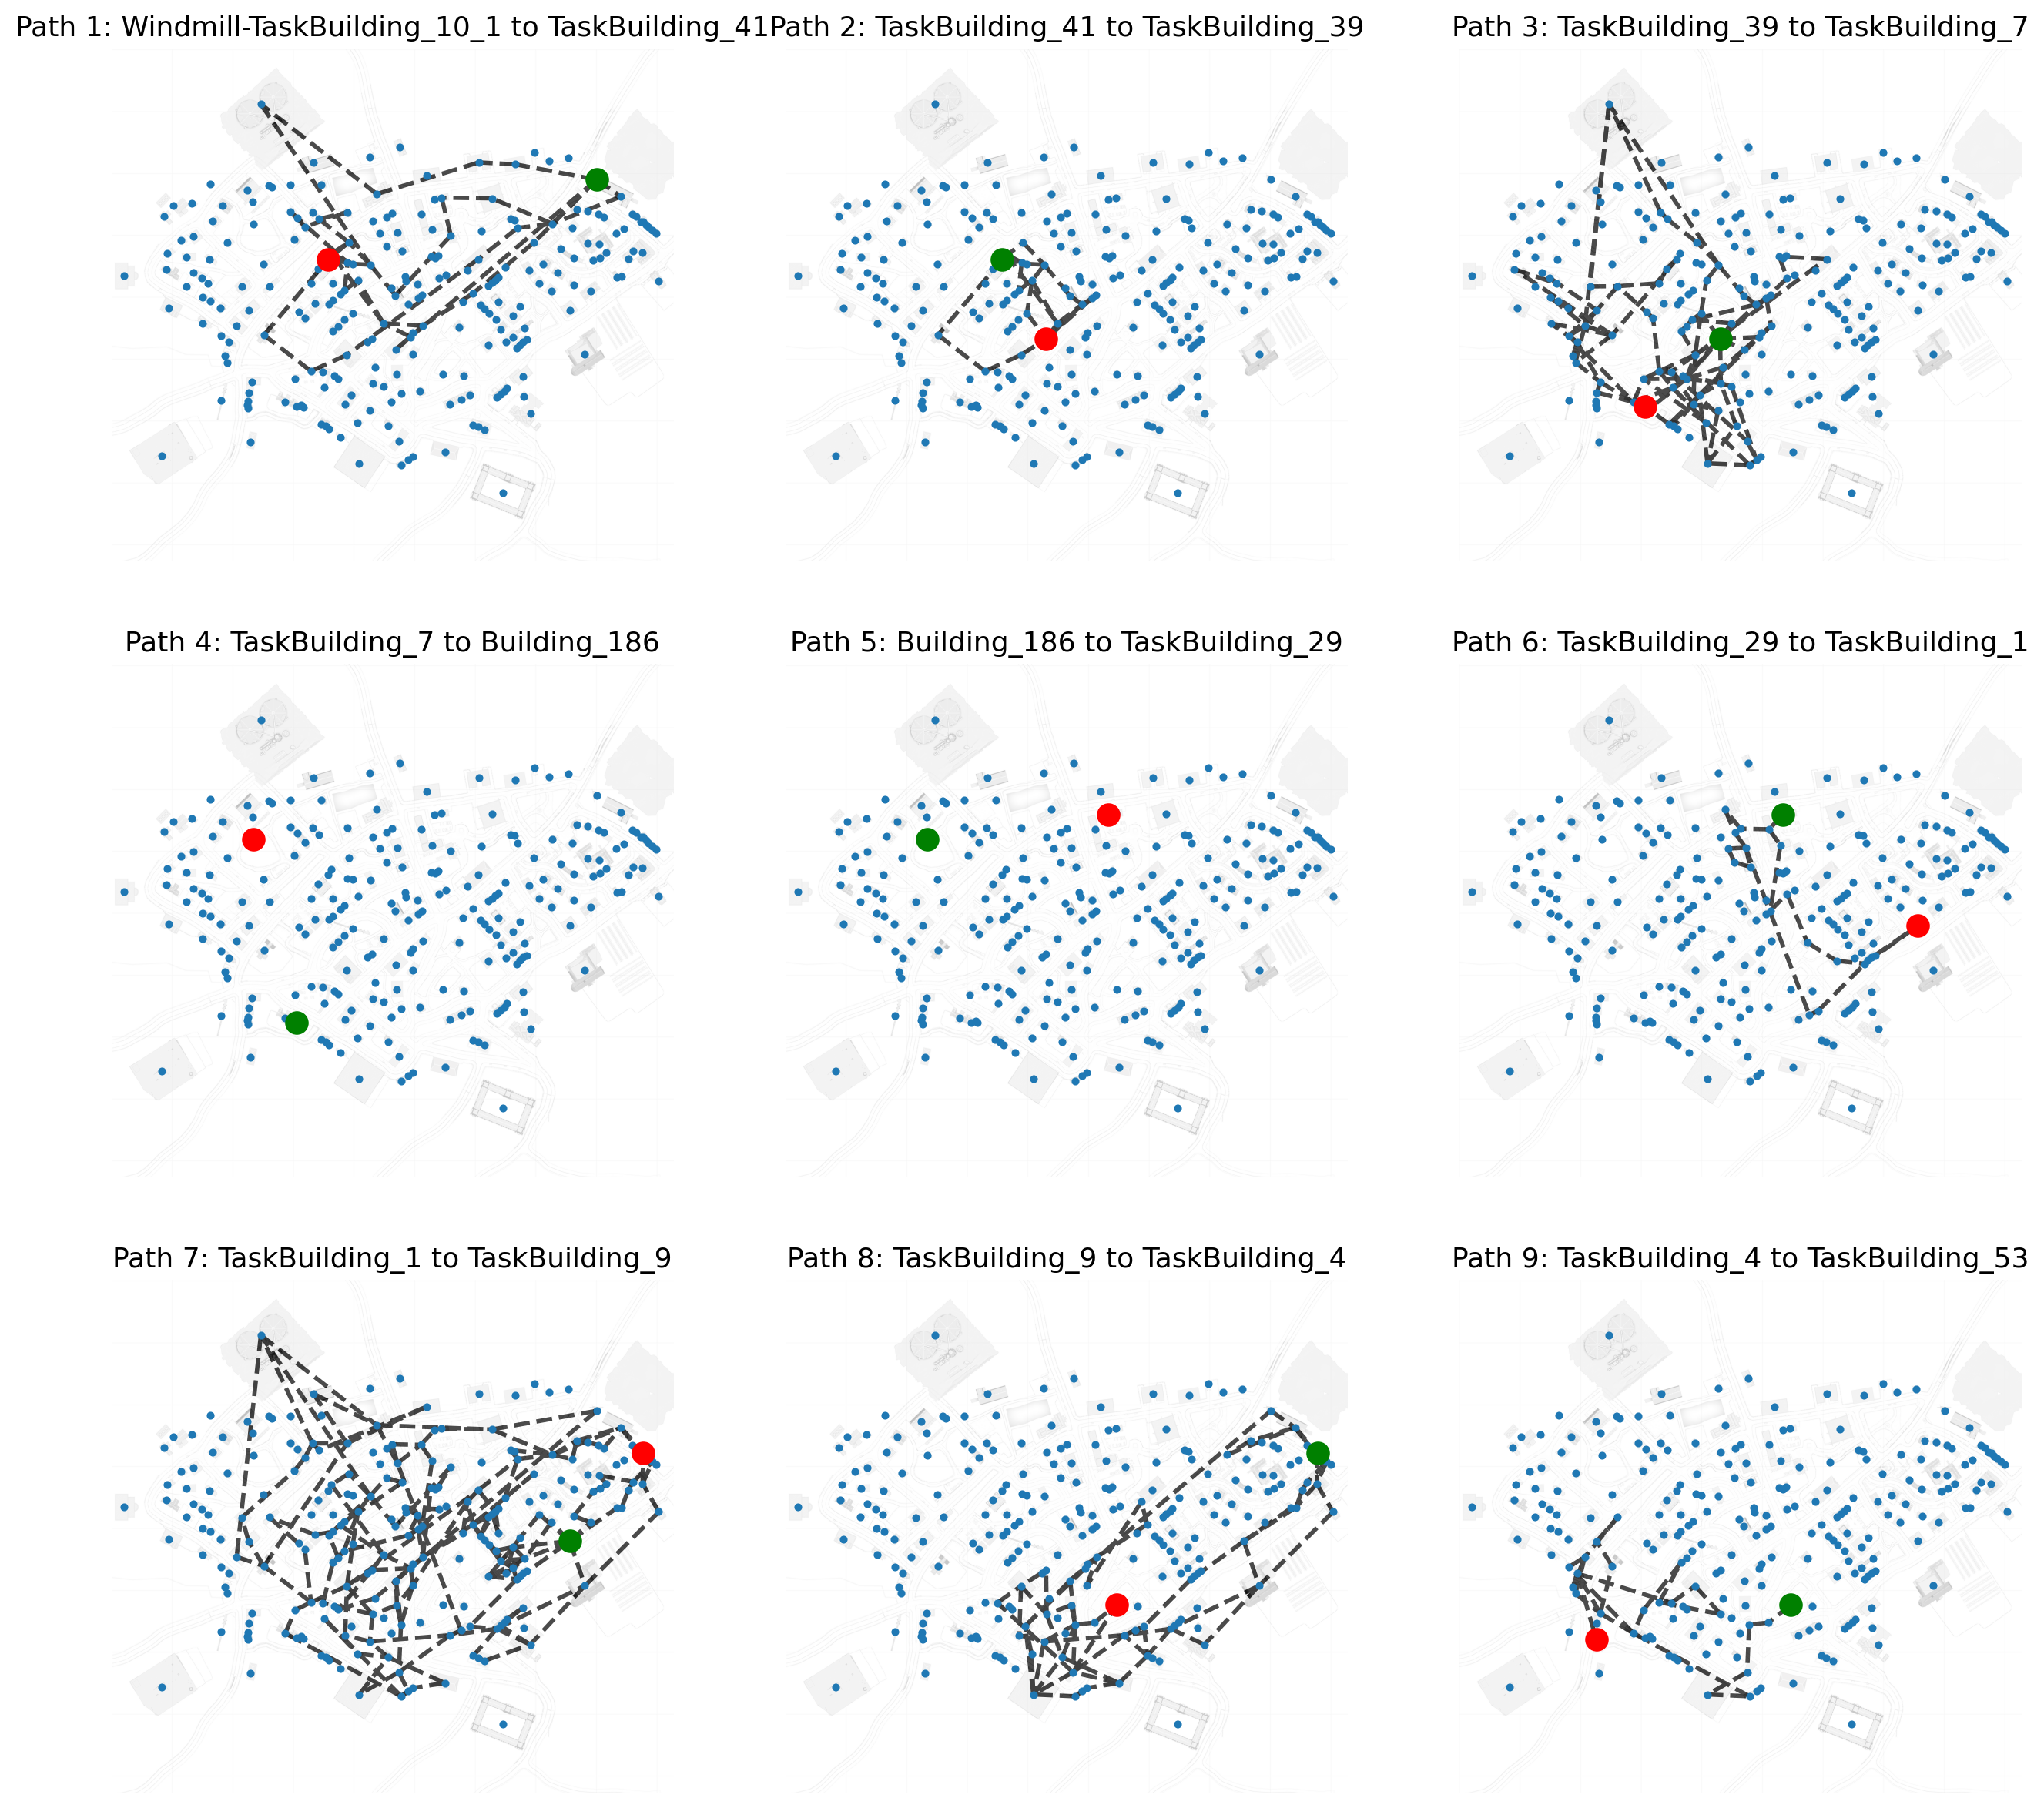 Path 1: Windmill-TaskBuilding_10_1 to TaskBuilding_41
Path 2: TaskBuilding_41 to TaskBuilding_39
Path 3: TaskBuilding_39 to TaskBuilding_7
Path 4: TaskBuilding_7 to Building_186
Path 5: Building_186 to TaskBuilding_29
Path 6: TaskBuilding_29 to TaskBuilding_1
Path 7: TaskBuilding_1 to TaskBuilding_9
Path 8: TaskBuilding_9 to TaskBuilding_4
Path 9: TaskBuilding_4 to TaskBuilding_53